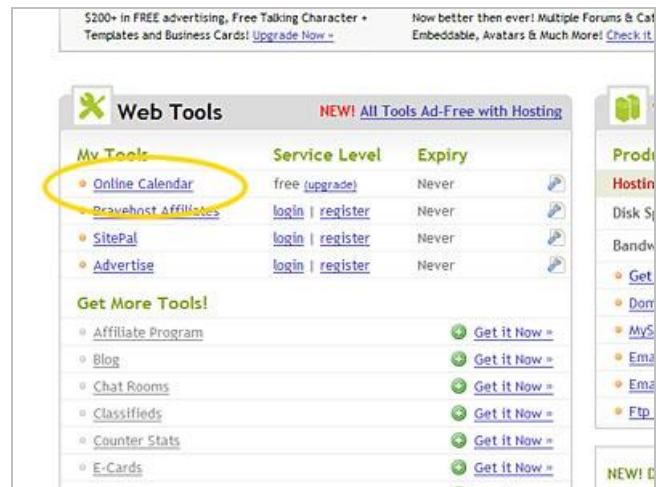 $200+ in FREE advertising, Free Talking Character +
Templates and Business Cards! Upgrade Now »
Now better then ever! Multiple Forums & Cat
Embeddable, Avatars & Much More! Check it
Web Tools
NEW! All Tools Ad-Free with Hosting
My Tools Service Level Expiry
Online Calendar free (upgrade) Never
Bravehost Affiliates login | register Never
SitePal login | register Never
Advertise login | register Never
Get More Tools!
Affiliate Program Get it Now »
Blog Get it Now »
Chat Rooms Get it Now »
Classifieds Get it Now »
Counter Stats Get it Now »
E-Cards Get it Now »
Produ
Hostin
Disk Sp
Bandw
Get
Dom
MyS
Ema
Ema
Ftp
NEW! D